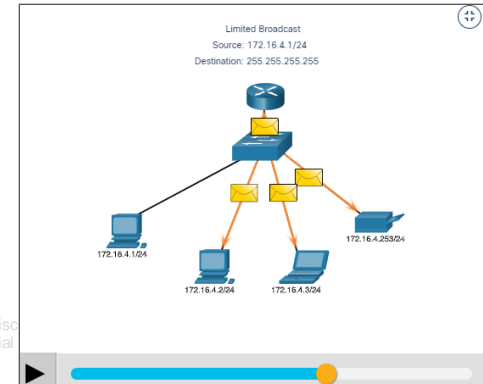 Limited Broadcast
Source: 172.16.4.1/24
Destination: 255.255.255.255
172.16.4.253/24
172.16.4.1/24
172.16.4.2/24
172.16.4.3/24